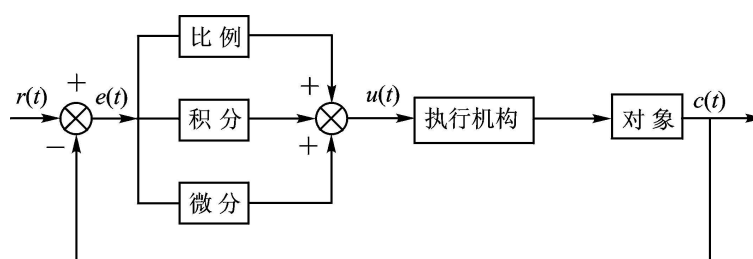 比例
+
r(t)
e(t)
+
积分
u(t)
执行机构
对象
c(t)
−
+
微分